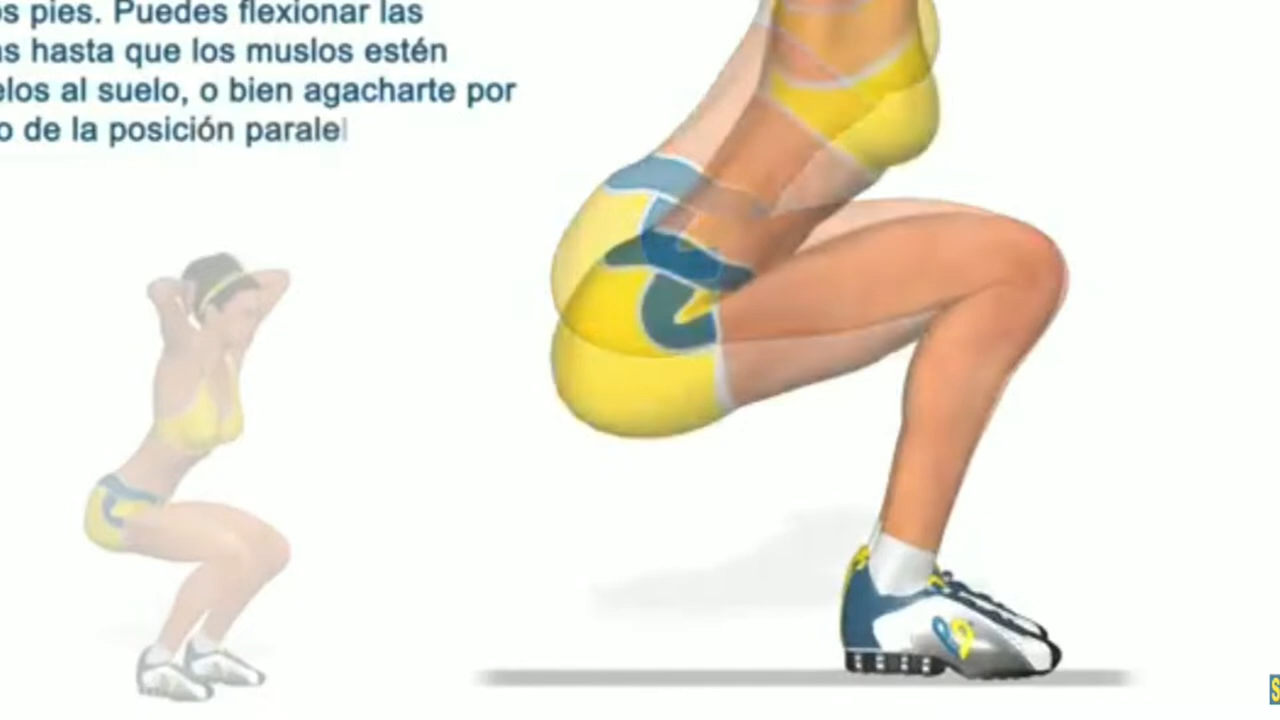 os pies. Puedes flexionar las
as hasta que los muslos estén
elos al suelo, o bien agacharte por
o de la posición paralel
S